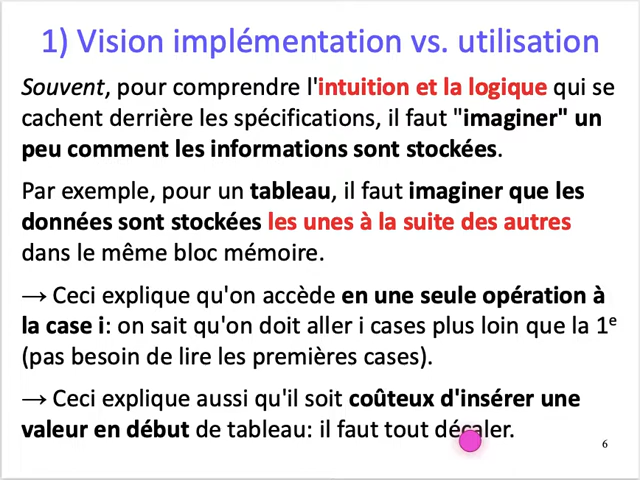 1) Vision implémentation vs. utilisation
Souvent, pour comprendre l'intuition et la logique qui se
cachent derrière les spécifications, il faut "imaginer" un
peu comment les informations sont stockées.
Par exemple, pour un tableau, il faut imaginer que les
données sont stockées les unes à la suite des autres
dans le même bloc mémoire.
→ Ceci explique qu'on accède en une seule opération à
la case i: on sait qu'on doit aller i cases plus loin que la 1e
(pas besoin de lire les premières cases).
→ Ceci explique aussi qu'il soit coûteux d'insérer une
valeur en début de tableau: il faut tout décaler.
6